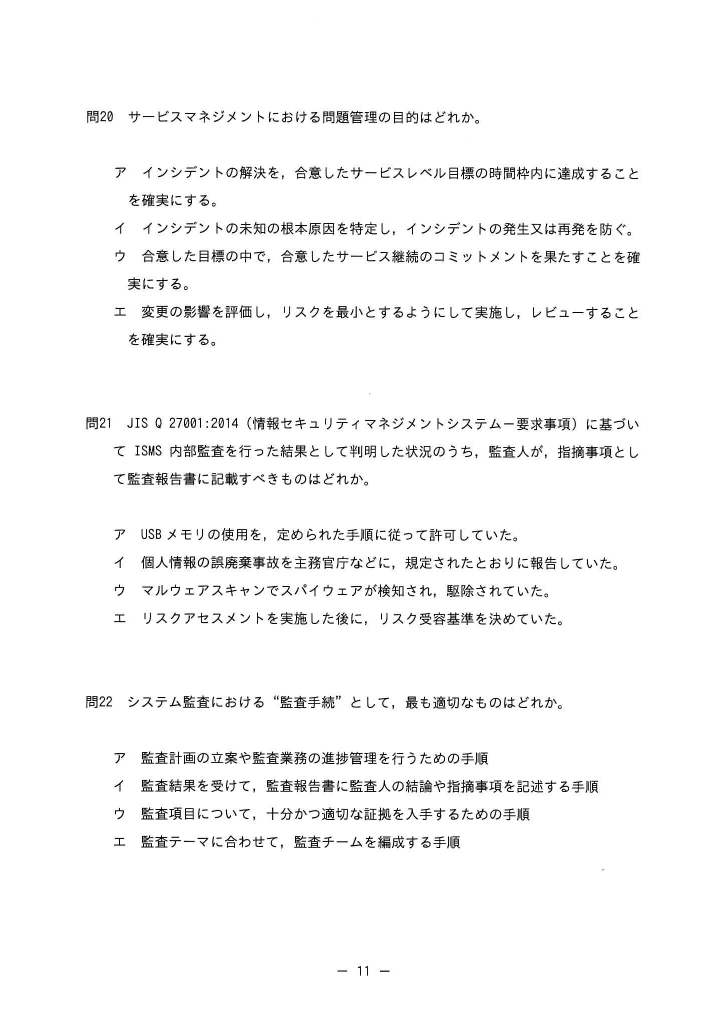 問20 サービスマネジメントにおける問題管理の目的はどれか。
ア インシデントの解決を，合意したサービスレベル目標の時間枠内に達成すること
を確実にする。
イ インシデントの未知の根本原因を特定し，インシデントの発生又は再発を防ぐ。
ウ 合意した目標の中で，合意したサービス継続のコミットメントを果たすことを確
実にする。
エ 変更の影響を評価し，リスクを最小とするようにして実施し，レビューすること
を確実にする。
問21 JIS Q 27001:2014（情報セキュリティマネジメントシステム－要求事項）に基づい
て ISMS 内部監査を行った結果として判明した状況のうち，監査人が，指摘事項とし
て監査報告書に記載すべきものはどれか。
ア USB メモリの使用を，定められた手順に従って許可していた。
イ 個人情報の誤廃棄事故を主務官庁などに，規定されたとおりに報告していた。
ウ マルウェアスキャンでスパイウェアが検知され，駆除されていた。
エ リスクアセスメントを実施した後に，リスク受容基準を決めていた。
問22 システム監査における“監査手続”として，最も適切なものはどれか。
ア 監査計画の立案や監査業務の進捗管理を行うための手順
イ 監査結果を受けて，監査報告書に監査人の結論や指摘事項を記述する手順
ウ 監査項目について，十分かつ適切な証拠を入手するための手順
エ 監査テーマに合わせて，監査チームを編成する手順
－ 11 －